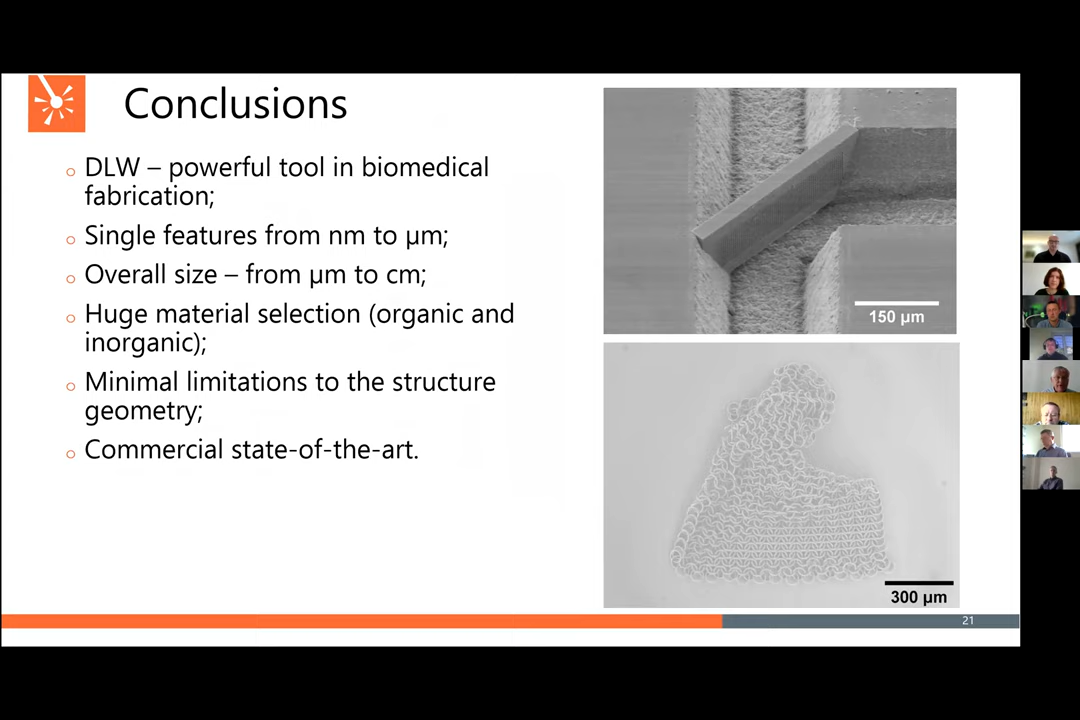 Conclusions
DLW – powerful tool in biomedical
fabrication;
Single features from nm to µm;
Overall size – from µm to cm;
Huge material selection (organic and
inorganic);
Minimal limitations to the structure
geometry;
Commercial state-of-the-art.
150 µm
300 µm
21